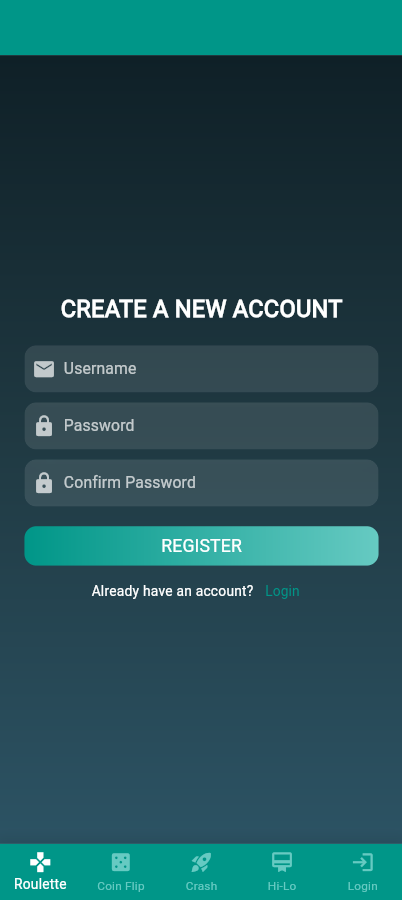 CREATE A NEW ACCOUNT
Username
Password
Confirm Password
REGISTER
Already have an account? Login
Roulette Coin Flip Crash Hi-Lo Login